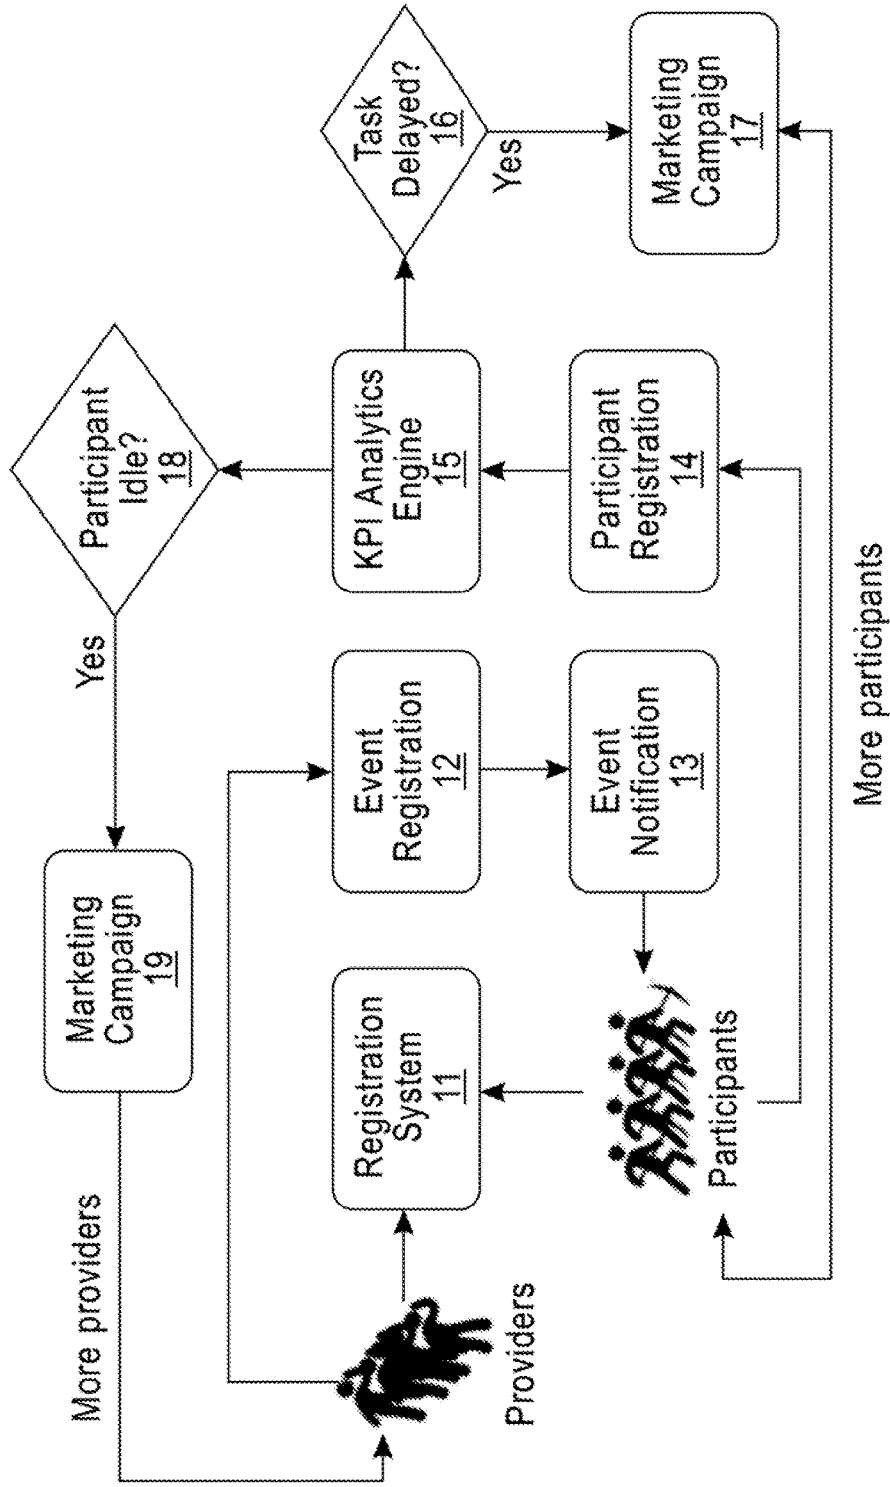 More providers
Marketing
Campaign
19
Yes
Participant
Idle?
18
Providers
Registration
System
11
Event
Registration
12
KPI Analytics
Engine
15
Task
Delayed?
16
Yes
Participants
Event
Notification
13
Participant
Registration
14
Marketing
Campaign
17
More participants